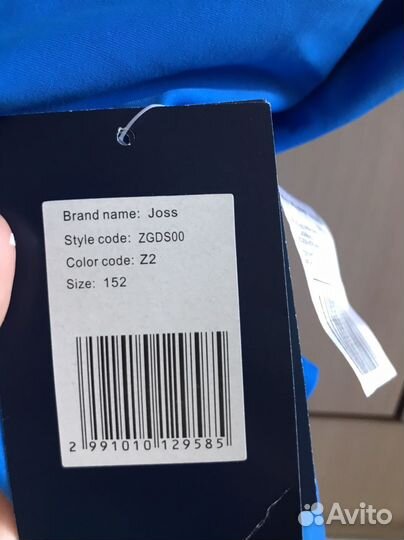 Brand name: Joss
Style code: ZGDS00
Color code: Z2
Size: 152
2 991010 129585
Avito